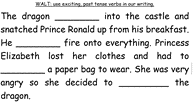 WALT: use exciting, past tense verbs in our writing.
The dragon ________ into the castle and
snatched Prince Ronald up from his breakfast.
He ________ fire onto everything. Princess
Elizabeth lost her clothes and had to
________ a paper bag to wear. She was very
angry so she decided to ________ the
dragon.